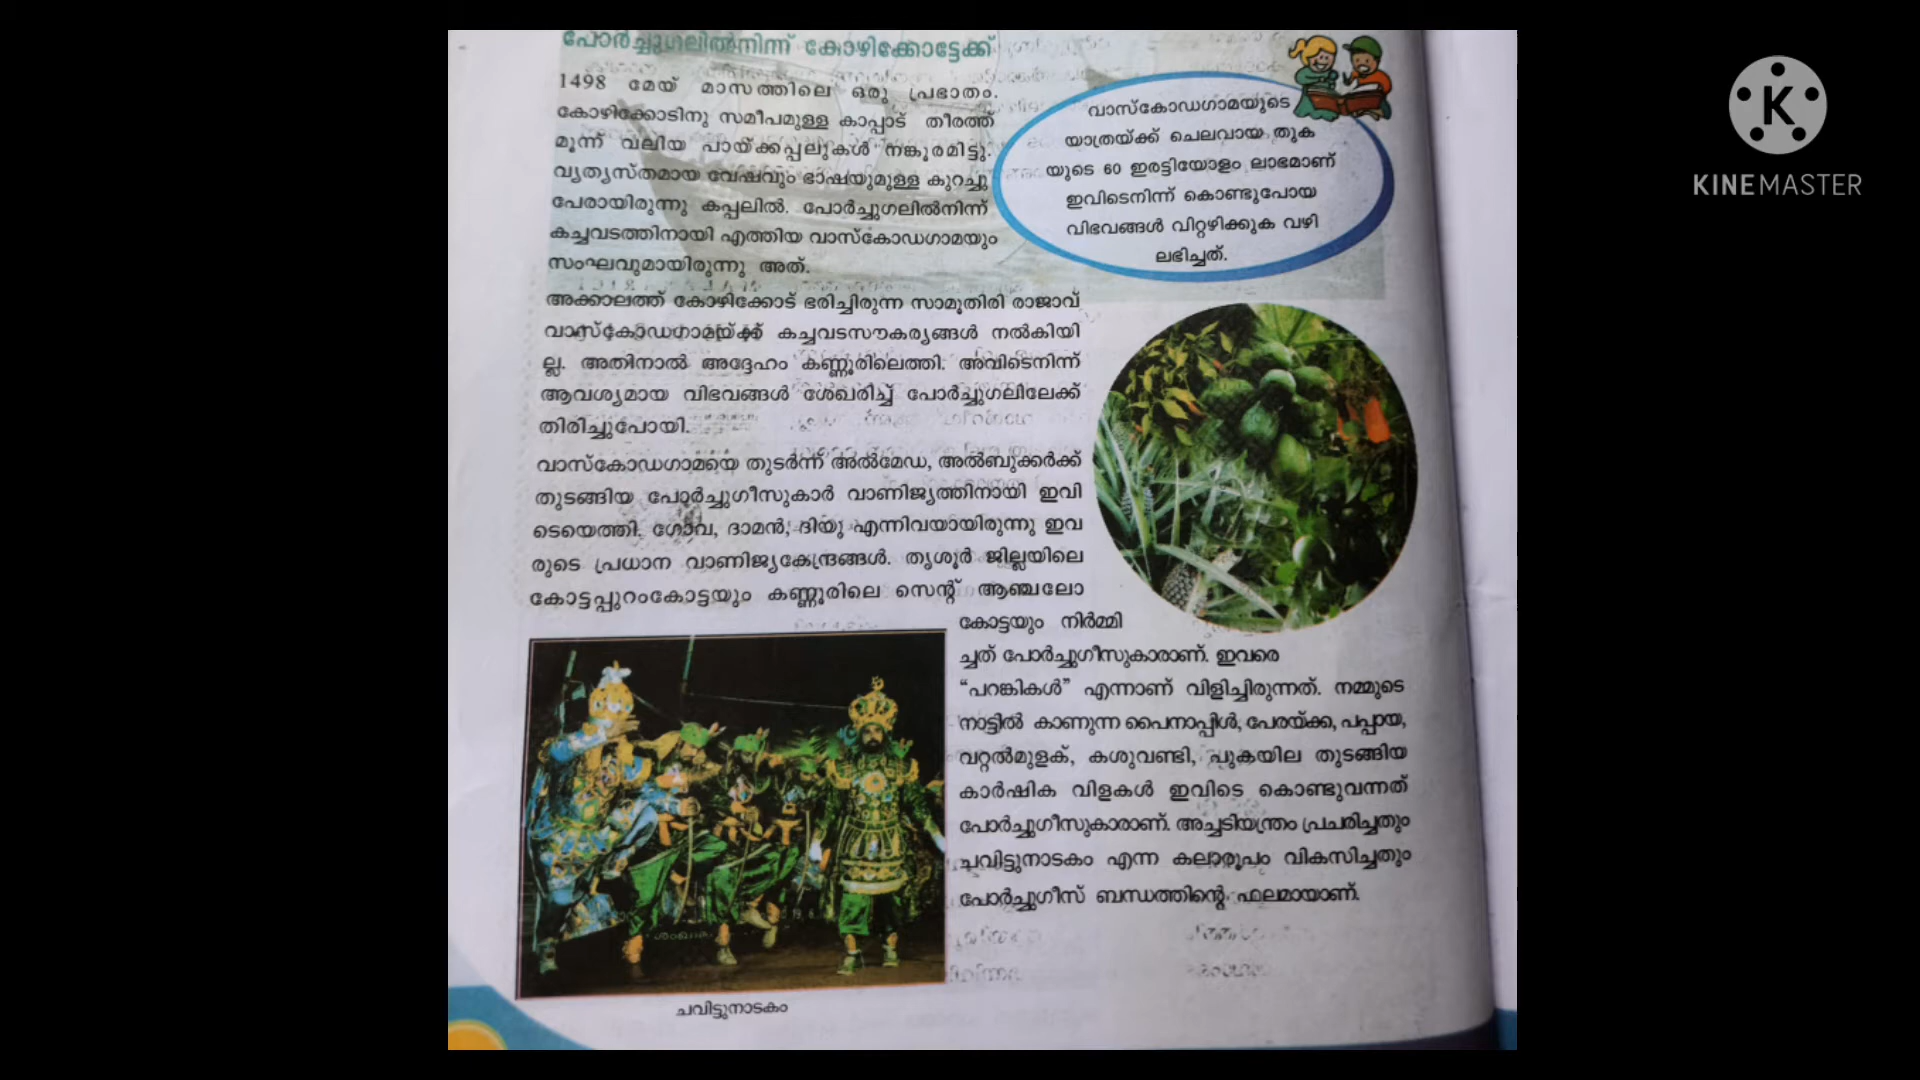 പോർച്ചുഗലിൽനിന്ന് കോഴിക്കോട്ടേക്ക്
1498 മേയ് മാസത്തിലെ ഒരു പ്രഭാതം.
കോഴിക്കോടിനു സമീപമുള്ള കാപ്പാട് തീരത്ത്
മൂന്ന് വലിയ പായ്ക്കപ്പലുകൾ നങ്കൂരമിട്ടു.
വ്യത്യസ്തമായ വേഷവും ഭാഷയുമുള്ള കുറച്ചു
പേരായിരുന്നു കപ്പലിൽ. പോർച്ചുഗലിൽനിന്ന്
കച്ചവടത്തിനായി എത്തിയ വാസ്കോഡഗാമയും
സംഘവുമായിരുന്നു അത്.
വാസ്കോഡഗാമയുടെ
യാത്രയ്ക്ക് ചെലവായ തുക
യുടെ 60 ഇരട്ടിയോളം ലാഭമാണ്
ഇവിടെനിന്ന് കൊണ്ടുപോയ
വിഭവങ്ങൾ വിറ്റഴിക്കുക വഴി
ലഭിച്ചത്.
അക്കാലത്ത് കോഴിക്കോട് ഭരിച്ചിരുന്ന സാമൂതിരി രാജാവ്
വാസ്കോഡഗാമയ്ക്ക് കച്ചവടസൗകര്യങ്ങൾ നൽകിയി
ല്ല. അതിനാൽ അദ്ദേഹം കണ്ണൂരിലെത്തി. അവിടെനിന്ന്
ആവശ്യമായ വിഭവങ്ങൾ ശേഖരിച്ച് പോർച്ചുഗലിലേക്ക്
തിരിച്ചുപോയി.
വാസ്കോഡഗാമയെ തുടർന്ന് അൽമേഡ, അൽബുക്കർക്ക്
തുടങ്ങിയ പോർച്ചുഗീസുകാർ വാണിജ്യത്തിനായി ഇവി
ടെയെത്തി. ഗോവ, ദാമൻ, ദിയു എന്നിവയായിരുന്നു ഇവ
രുടെ പ്രധാന വാണിജ്യകേന്ദ്രങ്ങൾ. തൃശൂർ ജില്ലയിലെ
കോട്ടപ്പുറംകോട്ടയും കണ്ണൂരിലെ സെന്റ് ആഞ്ചലോ
കോട്ടയും നിർമ്മി
ച്ചത് പോർച്ചുഗീസുകാരാണ്. ഇവരെ
“പറങ്കികൾ” എന്നാണ് വിളിച്ചിരുന്നത്. നമ്മുടെ
നാട്ടിൽ കാണുന്ന പൈനാപ്പിൾ, പേരയ്ക്ക, പപ്പായ,
വറ്റൽമുളക്, കശുവണ്ടി, പുകയില തുടങ്ങിയ
കാർഷിക വിളകൾ ഇവിടെ കൊണ്ടുവന്നത്
പോർച്ചുഗീസുകാരാണ്. അച്ചടിയന്ത്രം പ്രചരിച്ചതും
ചവിട്ടുനാടകം എന്ന കലാരൂപം വികസിച്ചതും
പോർച്ചുഗീസ് ബന്ധത്തിന്റെ ഫലമായാണ്.
ചവിട്ടുനാടകം
K
KINEMASTER